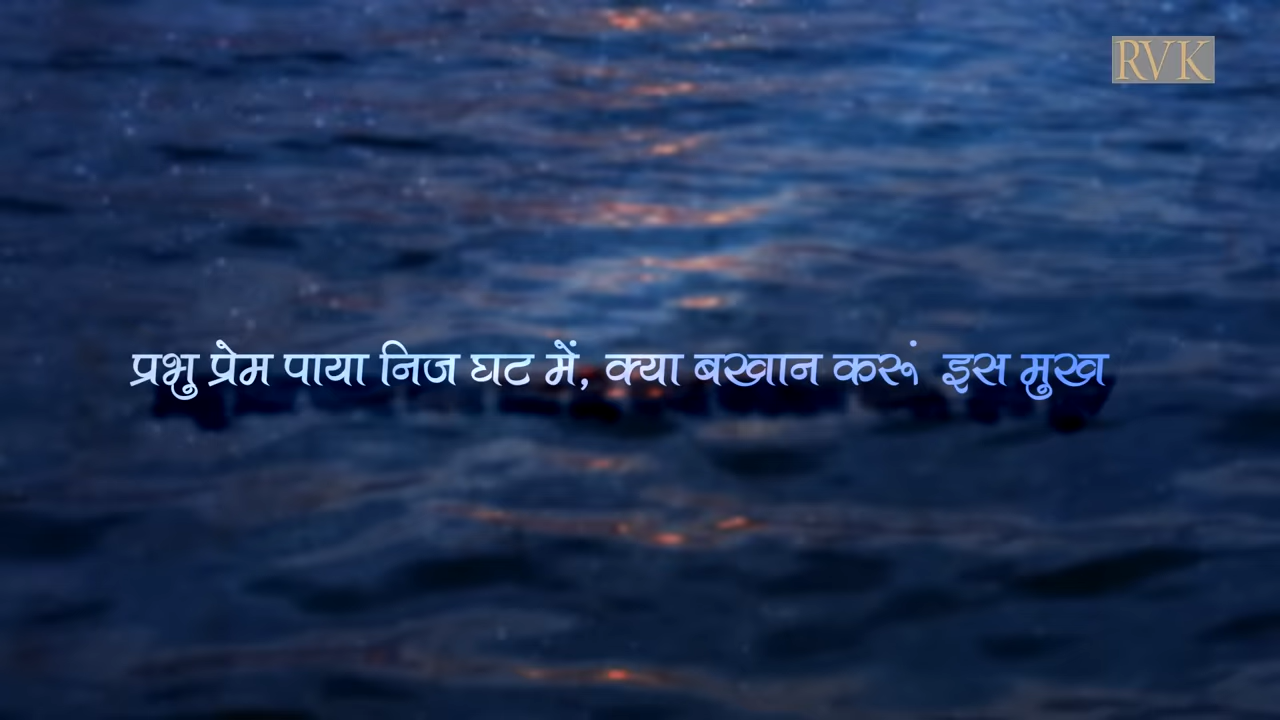 RVK
प्रभु प्रेम पाया निज घट में, क्या बखान करूं इस मुख